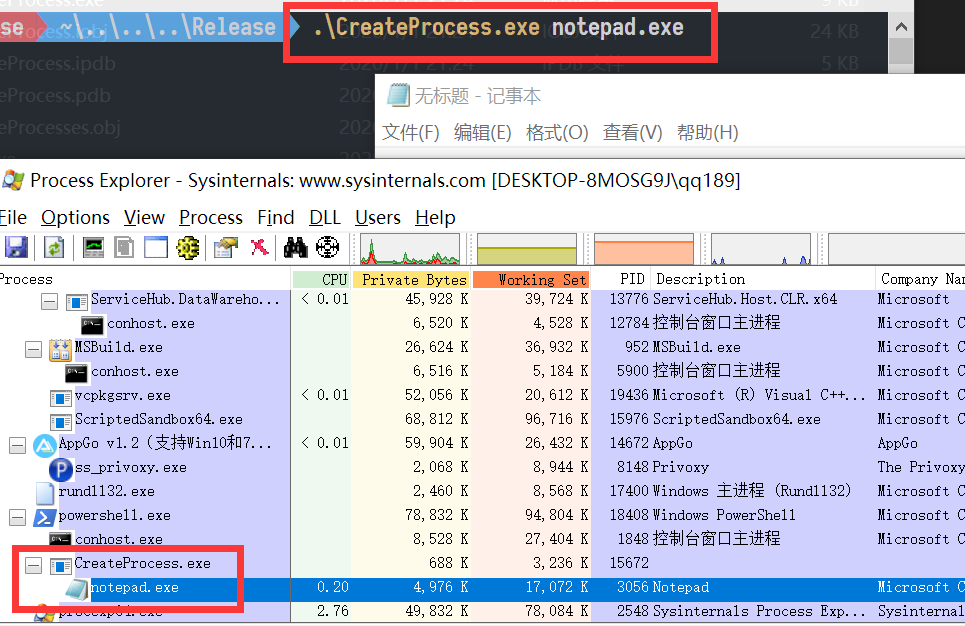 se ~\..\..\..\Release .\CreateProcess.exe notepad.exe
24 KB
eProcess.ipdb 2020/1/1 21:24 IPDB 文件 5 KB
eProcess.pdb 202
eProcesses.obj 202
无标题 - 记事本
文件(F) 编辑(E) 格式(O) 查看(V) 帮助(H)
Process Explorer - Sysinternals: www.sysinternals.com [DESKTOP-8MOSG9J\qq189]
File Options View Process Find DLL Users Help
Process CPU Private Bytes Working Set PID Description Company Na
ServiceHub.DataWareho... < 0.01 45,928 K 39,724 K 13776 ServiceHub.Host.CLR.x64 Microsoft
conhost.exe 6,520 K 4,528 K 12784 控制台窗口主进程 Microsoft C
MSBuild.exe 26,624 K 36,932 K 952 MSBuild.exe Microsoft C
conhost.exe 6,516 K 5,184 K 5900 控制台窗口主进程 Microsoft C
vcpkgsrv.exe < 0.01 52,056 K 20,612 K 19436 Microsoft (R) Visual C++... Microsoft C
ScriptedSandbox64.exe 68,812 K 96,716 K 15976 ScriptedSandbox64.exe Microsoft C
AppGo v1.2（支持Win10和7... < 0.01 59,904 K 26,432 K 14672 AppGo AppGo
ss_privoxy.exe 2,068 K 8,944 K 8148 Privoxy The Privoxy
rundll32.exe 2,460 K 8,568 K 17400 Windows 主进程 (Rundll32) Microsoft C
powershell.exe 78,832 K 94,804 K 18408 Windows PowerShell Microsoft C
conhost.exe 8,528 K 27,404 K 1848 控制台窗口主进程 Microsoft C
CreateProcess.exe 688 K 3,236 K 15672
notepad.exe 0.20 4,976 K 17,072 K 3056 Notepad Microsoft C
procexp64.exe 2.76 49,832 K 78,084 K 2548 Sysinternals Process Exp... Sysinternal